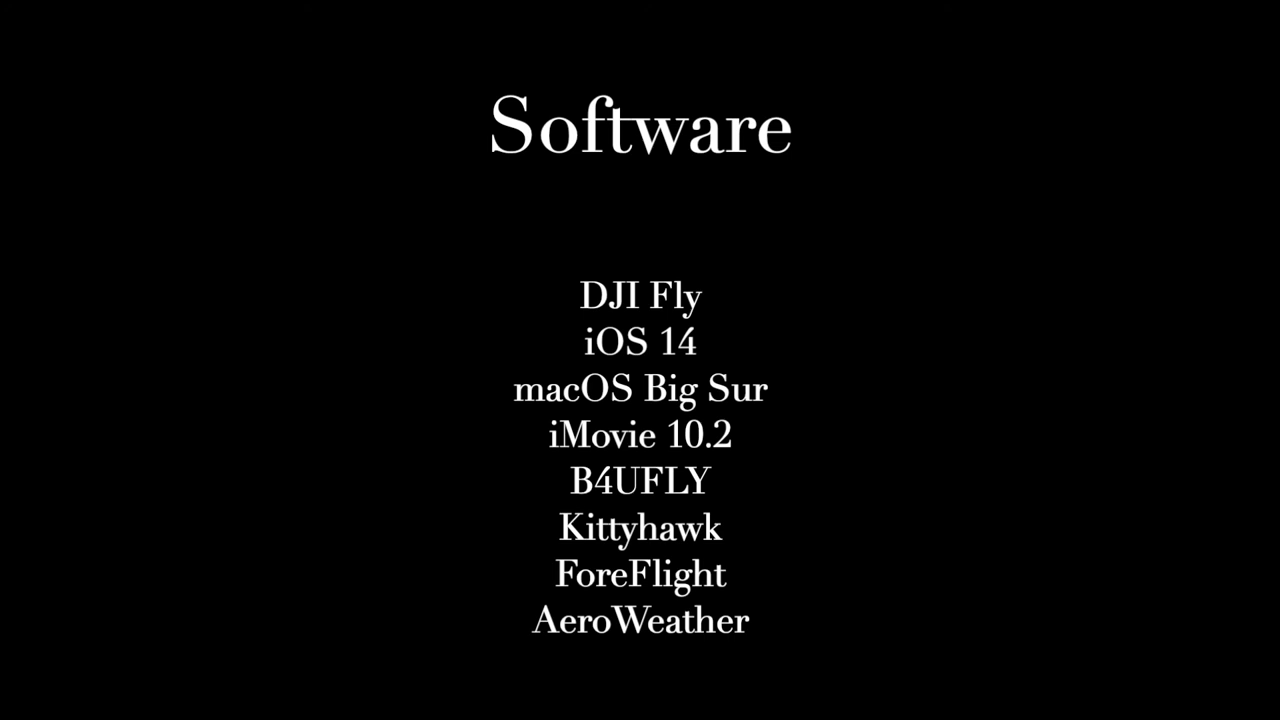 Software
DJI Fly
iOS 14
macOS Big Sur
iMovie 10.2
B4UFLY
Kittyhawk
ForeFlight
AeroWeather